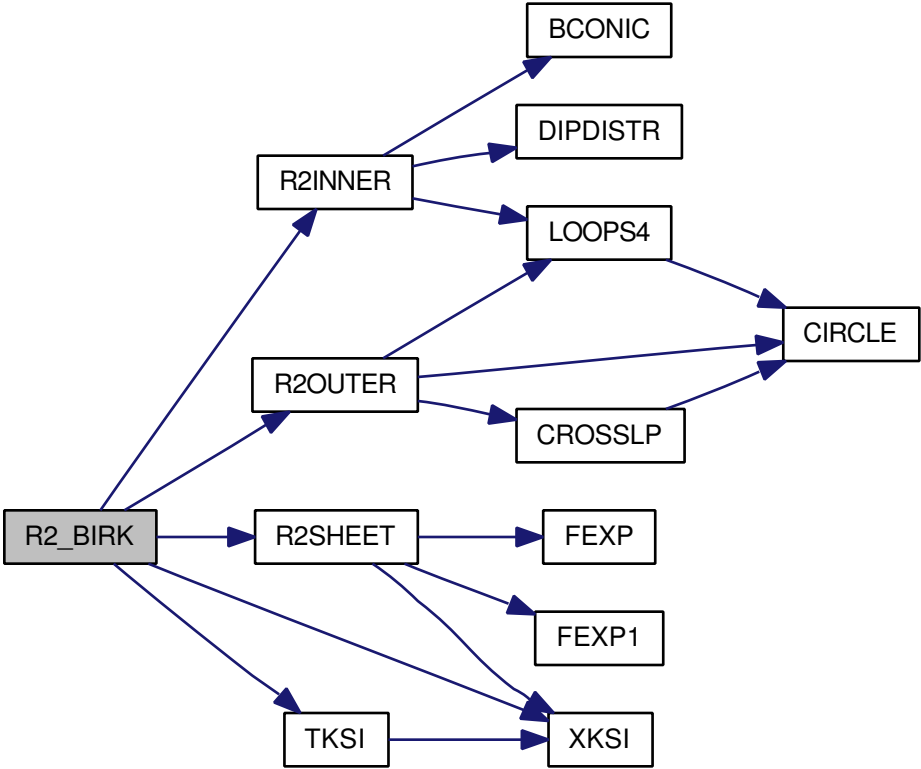 BCONIC
DIPDISTR
R2INNER
LOOPS4
CIRCLE
R2OUTER
CROSSLP
R2_BIRK
R2SHEET
FEXP
FEXP1
TKSI
XKSI